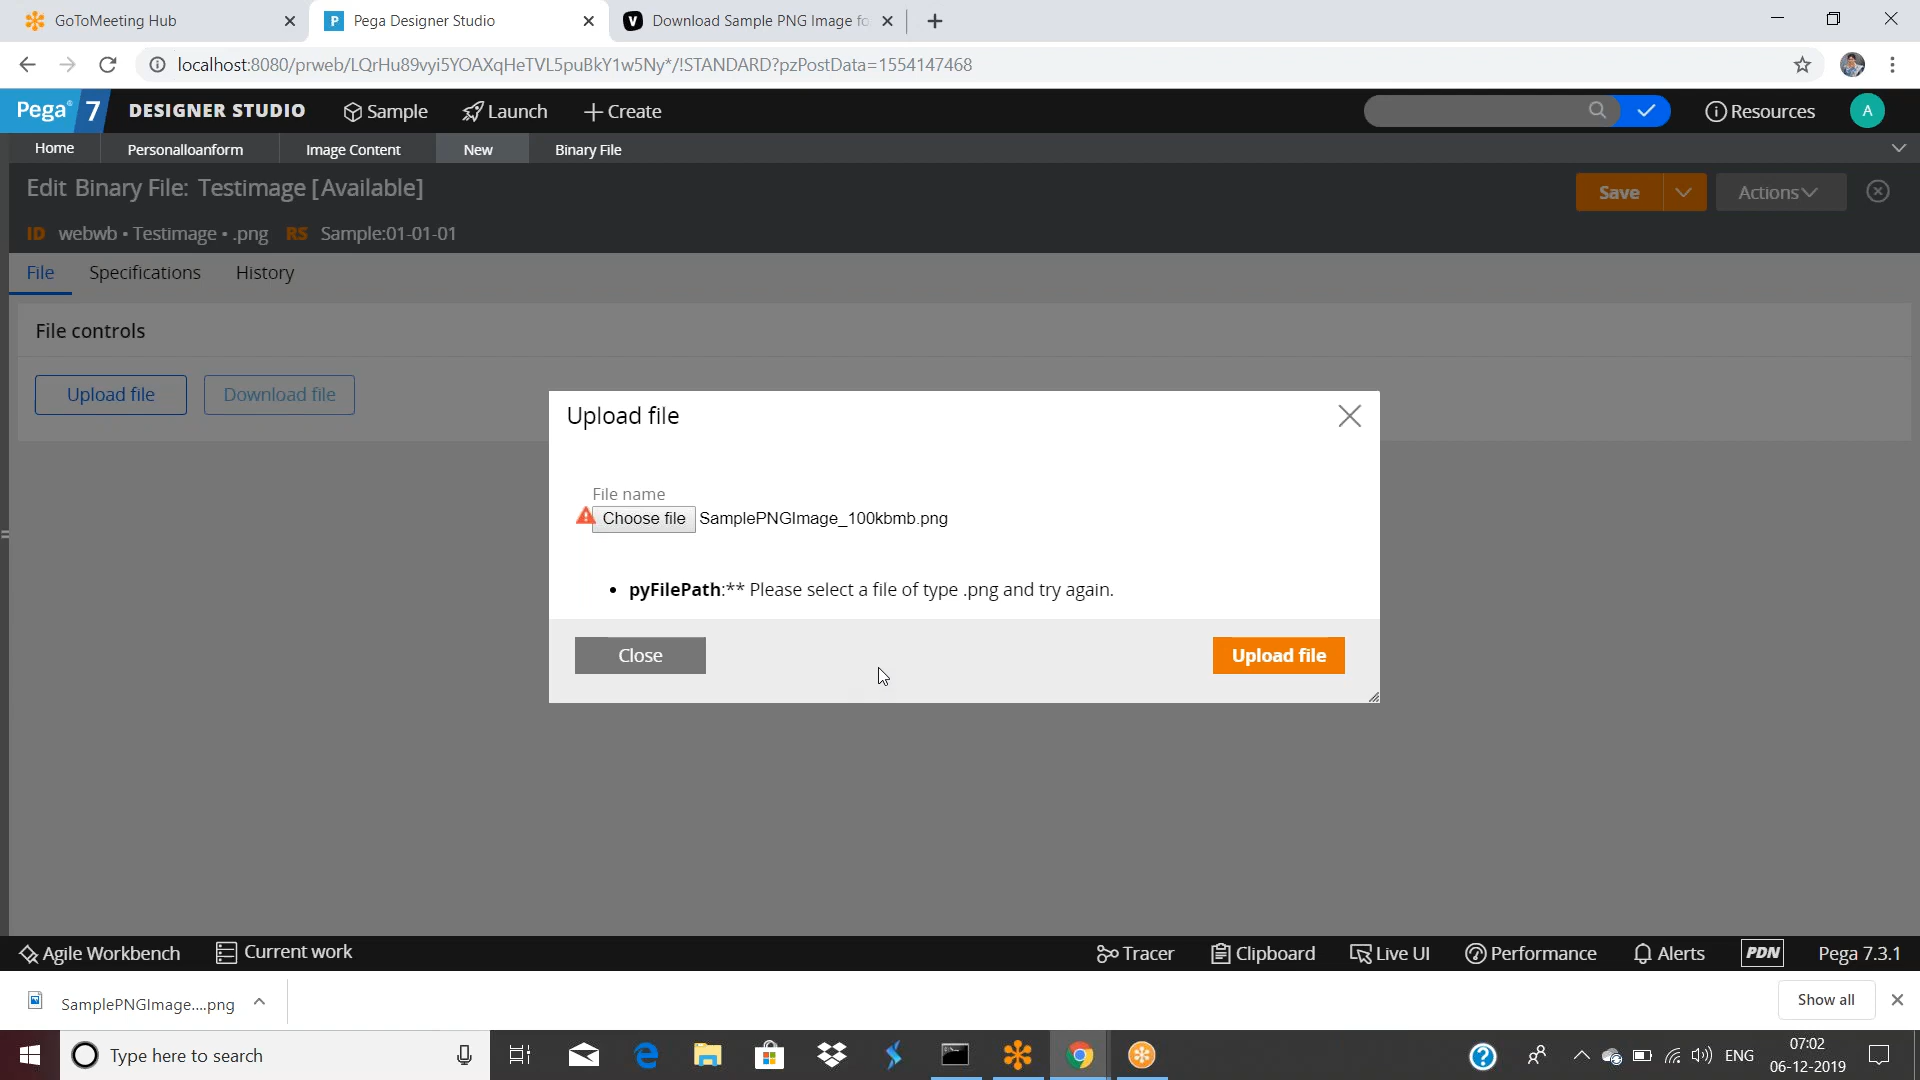 GoToMeeting Hub
Pega Designer Studio
Download Sample PNG Image fo
localhost:8080/prweb/LQrHu89vyi5YOAXqHeTVL5puBkY1w5Ny*/!STANDARD?pzPostData=1554147468
Pega 7 DESIGNER STUDIO Sample Launch Create Resources A
Home Personalloanform Image Content New Binary File
Edit Binary File: Testimage [Available] Save Actions
ID webwb • Testimage • .png RS Sample:01-01-01
File Specifications History
File controls
Upload file Download file
Upload file
File name
Choose file SamplePNGImage_100kbmb.png
• pyFilePath:** Please select a file of type .png and try again.
Close Upload file
Agile Workbench Current work Tracer Clipboard Live UI Performance Alerts PDN Pega 7.3.1
SamplePNGImage....png Show all
Type here to search ENG 07:02
06-12-2019